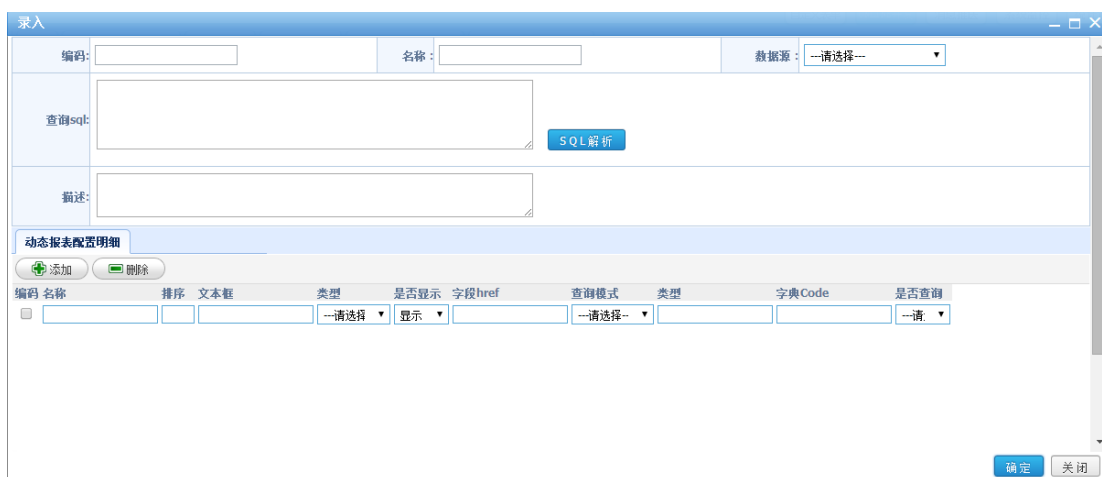 录入
编码: 名称： 数据源： ---请选择---
查询sql:
SQL解析
描述:
动态报表配置明细
添加 删除
编码 名称 排序 文本框 类型 是否显示 字段href 查询模式 类型 字典Code 是否查询
---请选择 显示 ---请选择-- ---请:
确定 关闭